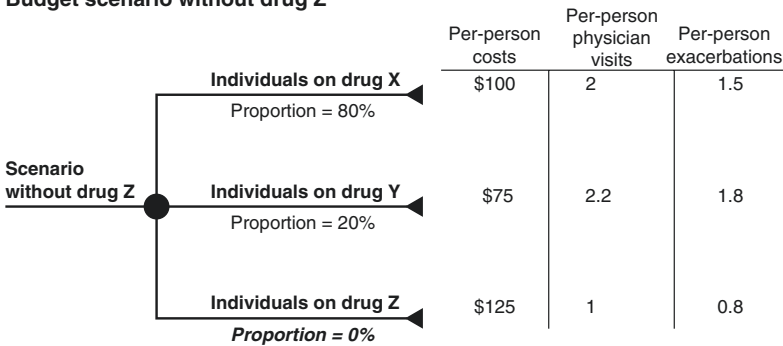 Budget scenario without drug Z
Per-person
costs
Per-person
physician
visits
Per-person
exacerbations
Individuals on drug X
Proportion = 80%
$100
2
1.5
Scenario
without drug Z
Individuals on drug Y
Proportion = 20%
$75
2.2
1.8
Individuals on drug Z
Proportion = 0%
$125
1
0.8